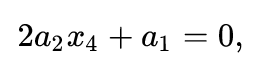 2a₂x₄ + a₁ = 0,